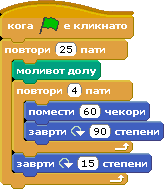 кога е кликнато
повтори 25 пати
моливот долу
повтори 4 пати
помести 60 чекори
заврти 90 степени
заврти 15 степени